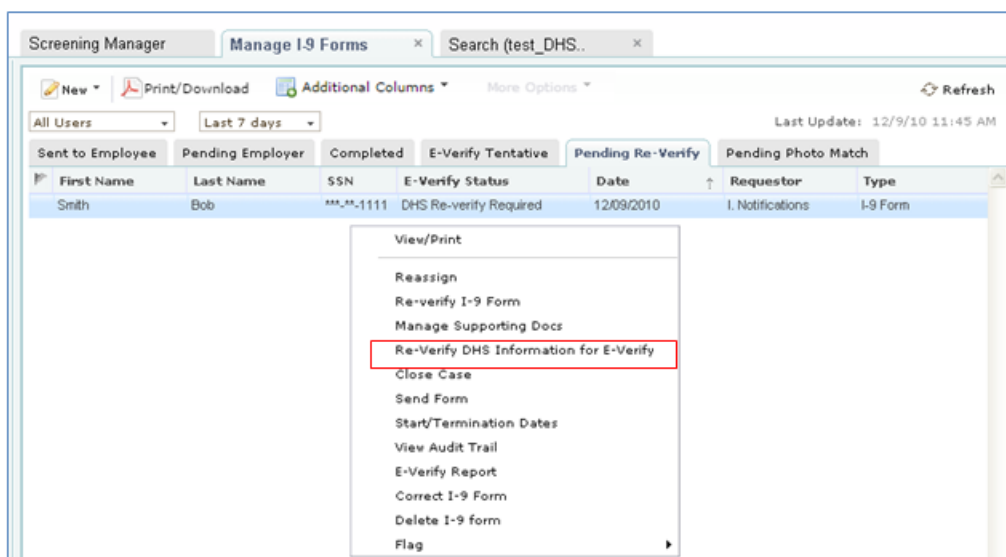 Screening Manager Manage I-9 Forms × Search (test_DHS.. ×
New Print/Download Additional Columns More Options Refresh
All Users Last 7 days Last Update: 12/9/10 11:45 AM
Sent to Employee Pending Employer Completed E-Verify Tentative Pending Re-Verify Pending Photo Match
First Name Last Name SSN E-Verify Status Date ↑ Requestor Type
Smith Bob ***-**-1111 DHS Re-verify Required 12/09/2010 I. Notifications I-9 Form
View/Print
Reassign
Re-verify I-9 Form
Manage Supporting Docs
Re-Verify DHS Information for E-Verify
Close Case
Send Form
Start/Termination Dates
View Audit Trail
E-Verify Report
Correct I-9 Form
Delete I-9 form
Flag